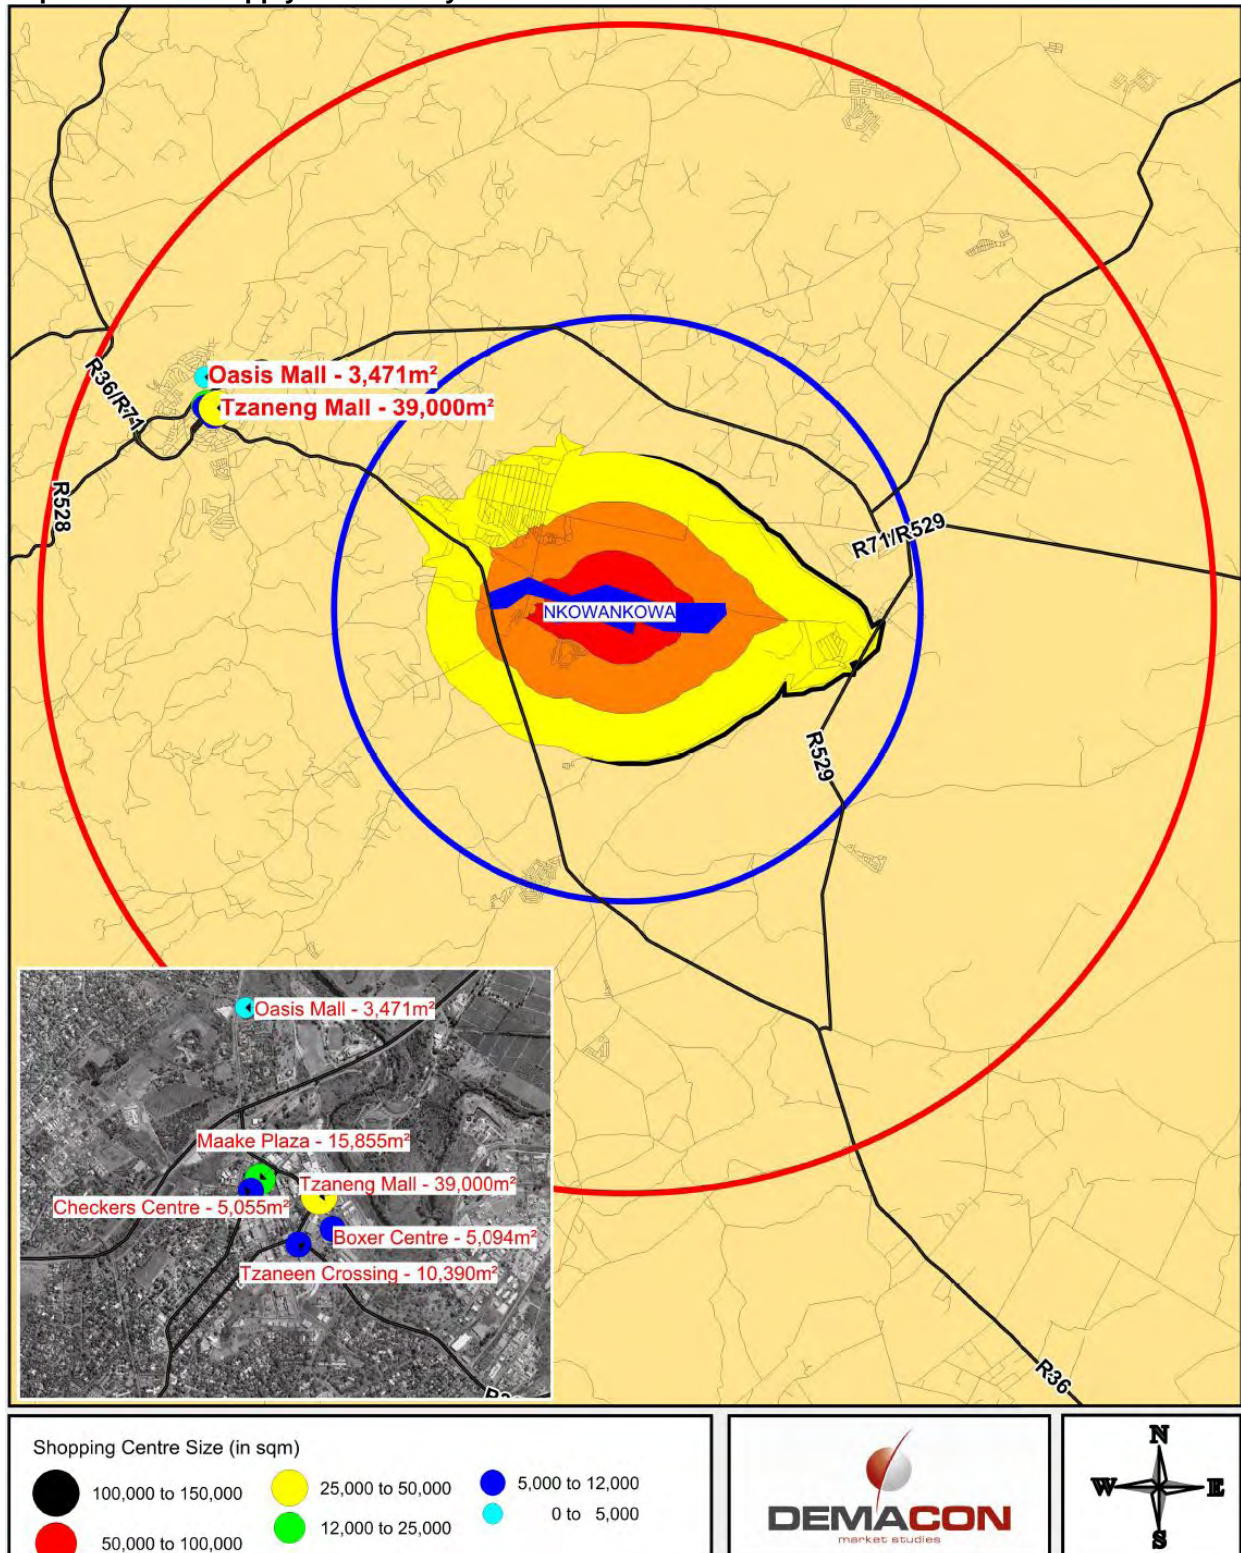 Oasis Mall - 3,471m²
R36/R71
Tzaneng Mall - 39,000m²
R528
R71/R529
NKOWANKOWA
R529
Oasis Mall - 3,471m²
Maake Plaza - 15,855m²
Tzaneng Mall - 39,000m²
Checkers Centre - 5,055m²
Boxer Centre - 5,094m²
Tzaneen Crossing - 10,390m²
R36
Shopping Centre Size (in sqm)
100,000 to 150,000
50,000 to 100,000
25,000 to 50,000
12,000 to 25,000
5,000 to 12,000
0 to 5,000
DEMACON
market studies
N
W E
S